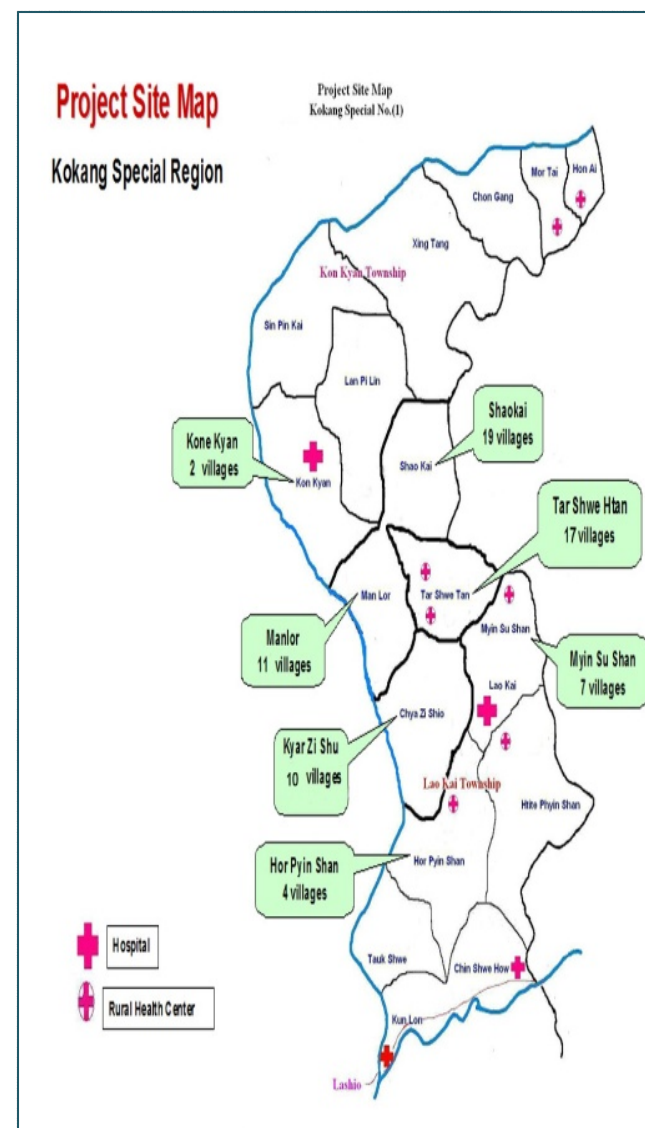 Project Site Map
Project Site Map
Kokang Special No.(1)
Kokang Special Region
Hon Ai
Mor Tai
Chon Gang
Xing Tang
Kon Kyan Township
Sin Pin Kai
Lan Pi Lin
Shaokai
19 villages
Kone Kyan
2 villages
Shao Kai
Kon Kyan
Tar Shwe Htan
17 villages
Man Lor
Tar Shwe Tan
Manlor
11 villages
Myin Su Shan
Myin Su Shan
7 villages
Lao Kai
Chya Zi Shio
Kyar Zi Shu
10 villages
Lao Kai Township
Htite Phyin Shan
Hor Pyin Shan
4 villages
Hor Pyin Shan
Hospital
Tauk Shwe
Chin Shwe How
Rural Health Center
Kun Lon
Lashio